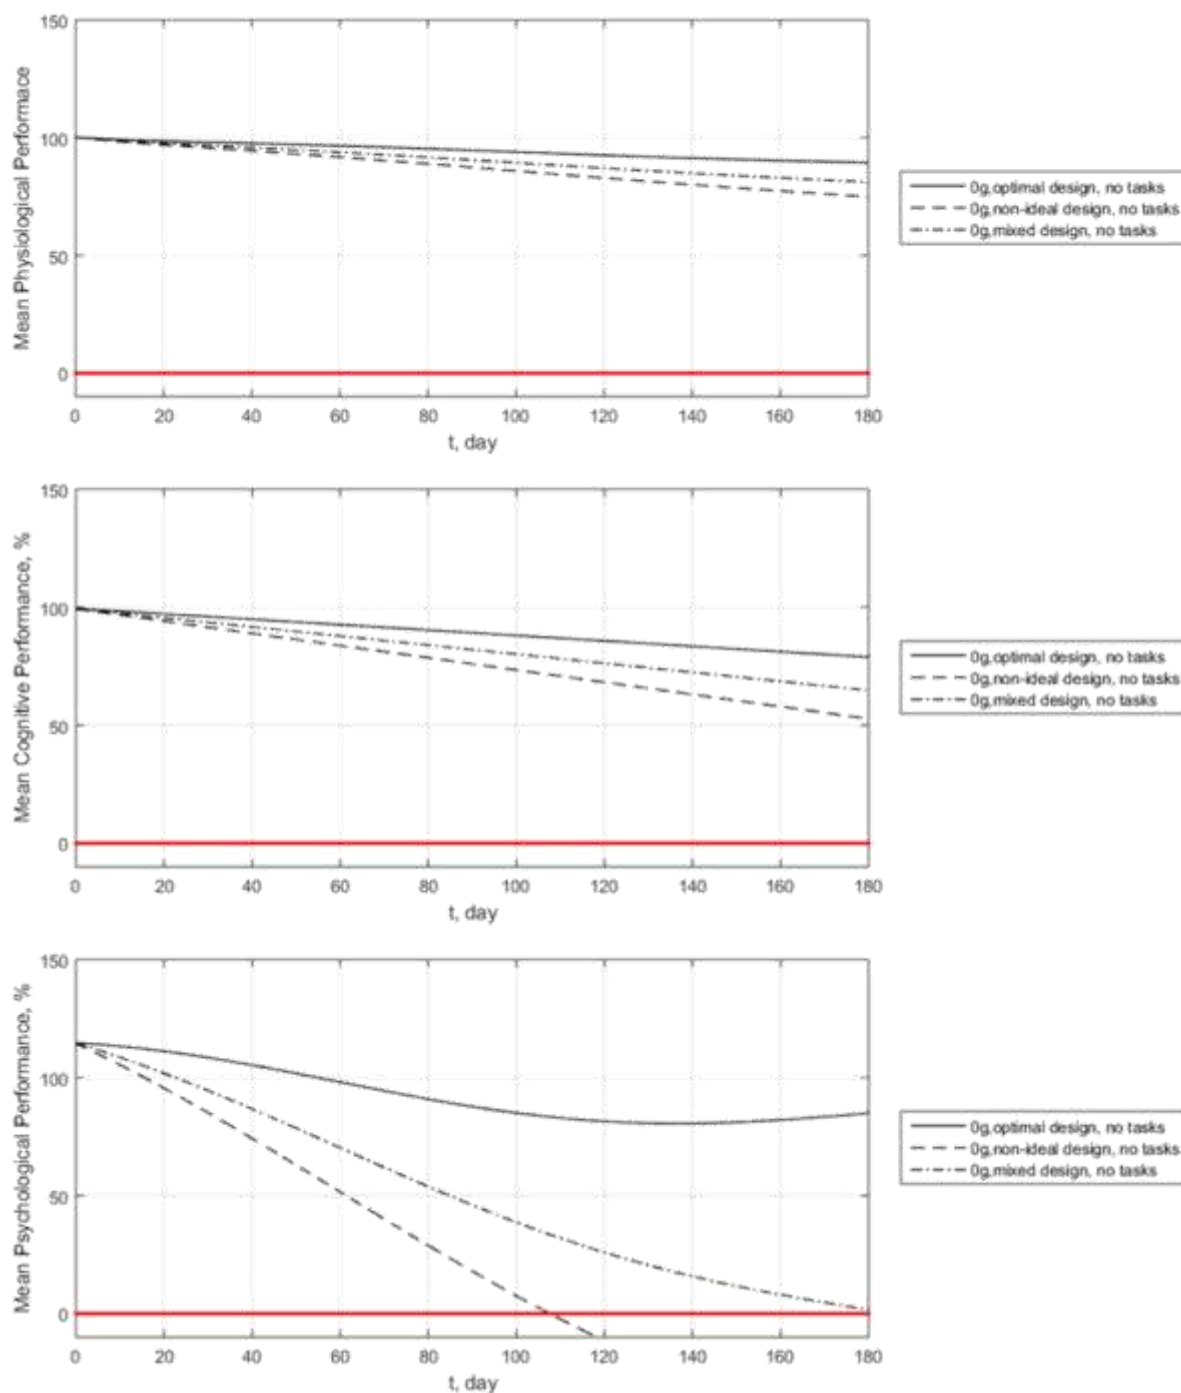 150
100
50
0
Mean Physiological Performace
0 20 40 60 80 100 120 140 160 180
t, day
0g,optimal design, no tasks
0g,non-ideal design, no tasks
0g,mixed design, no tasks
150
100
50
0
Mean Cognitive Performance, %
0 20 40 60 80 100 120 140 160 180
t, day
0g,optimal design, no tasks
0g,non-ideal design, no tasks
0g,mixed design, no tasks
150
100
50
0
Mean Psychological Performance, %
0 20 40 60 80 100 120 140 160 180
t, day
0g,optimal design, no tasks
0g,non-ideal design, no tasks
0g,mixed design, no tasks